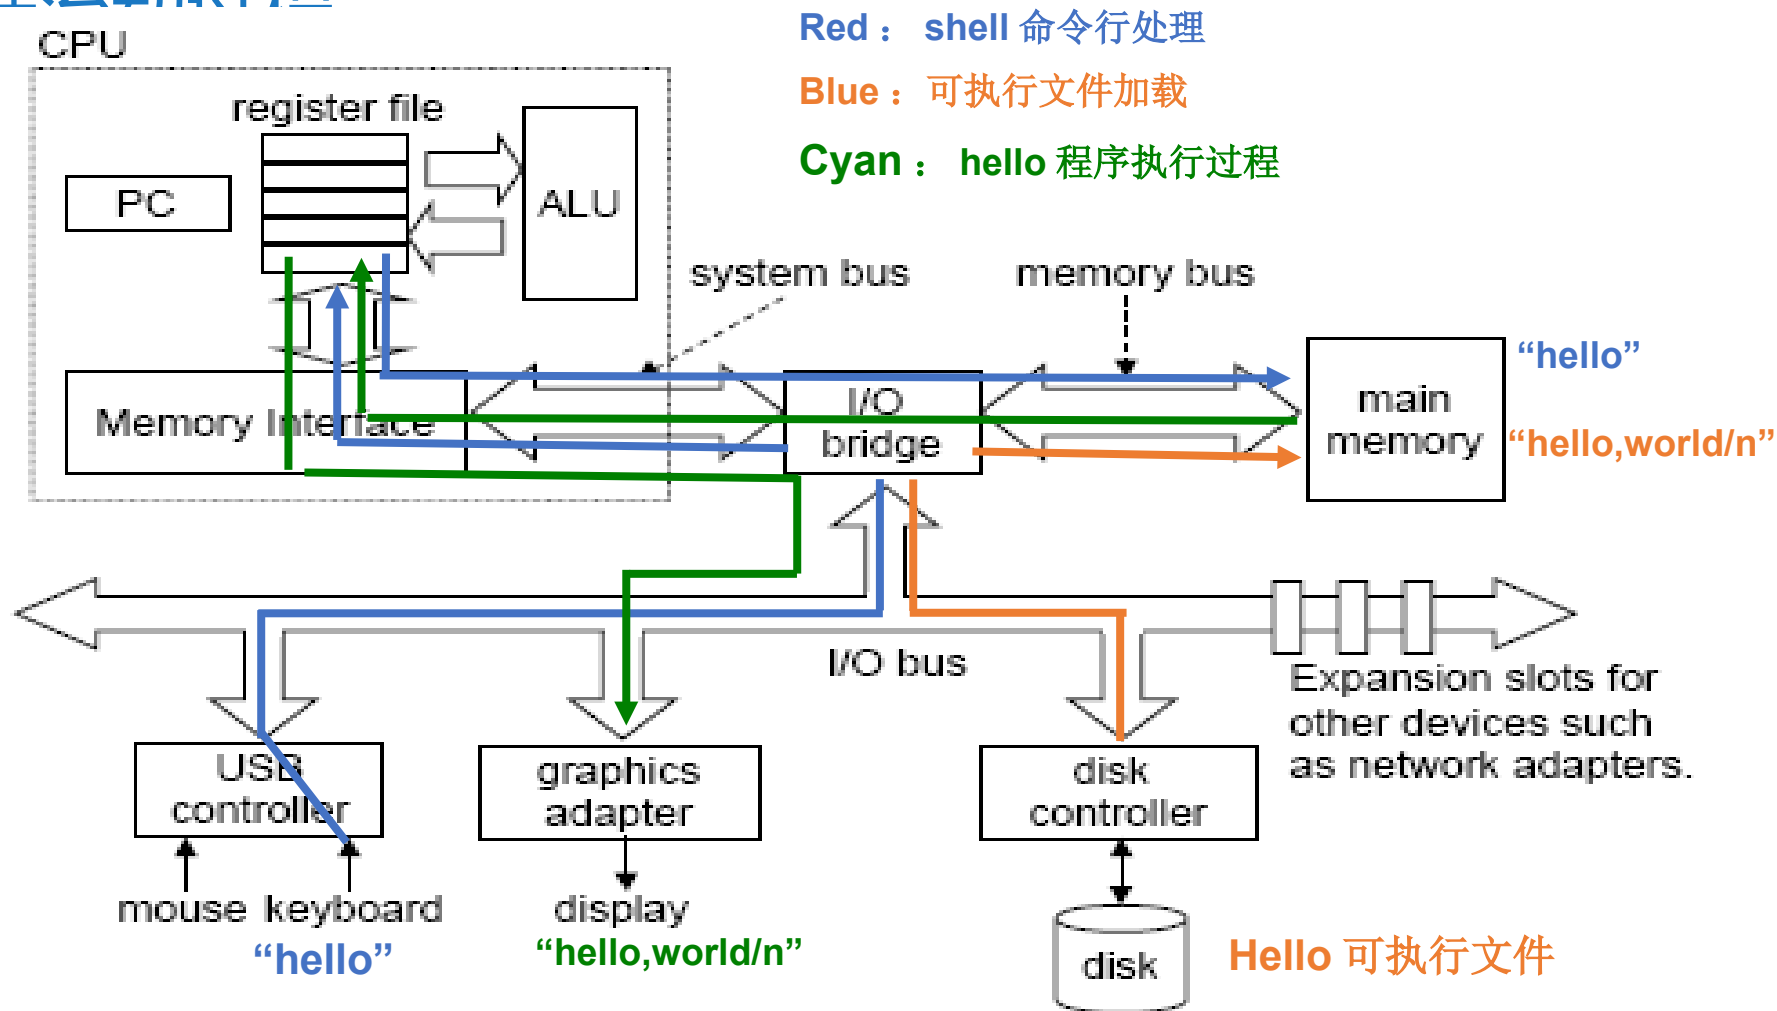 Red： shell 命令行处理
CPU
Blue：可执行文件加载
register file
Cyan： hello 程序执行过程
PC
ALU
system bus
memory bus
“hello”
Memory Interface
I/O
bridge
main
memory
“hello,world/n”
I/O bus
Expansion slots for
other devices such
as network adapters.
USB
controller
graphics
adapter
disk
controller
mouse
keyboard
display
“hello”
“hello,world/n”
disk
Hello 可执行文件